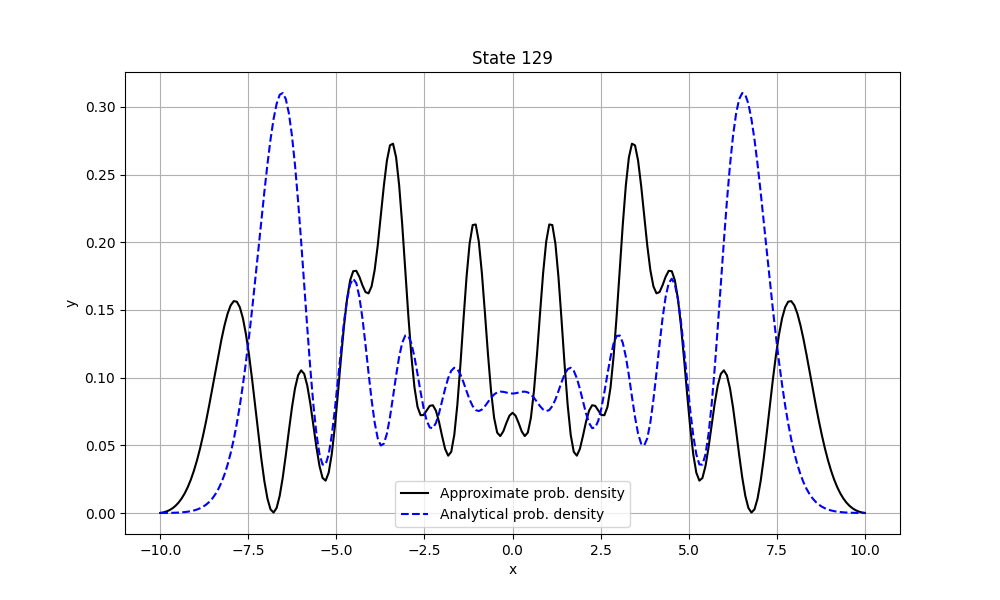 State 129
y
0.30
0.25
0.20
0.15
0.10
0.05
0.00
Approximate prob. density
Analytical prob. density
−10.0 −7.5 −5.0 −2.5 0.0 2.5 5.0 7.5 10.0
x